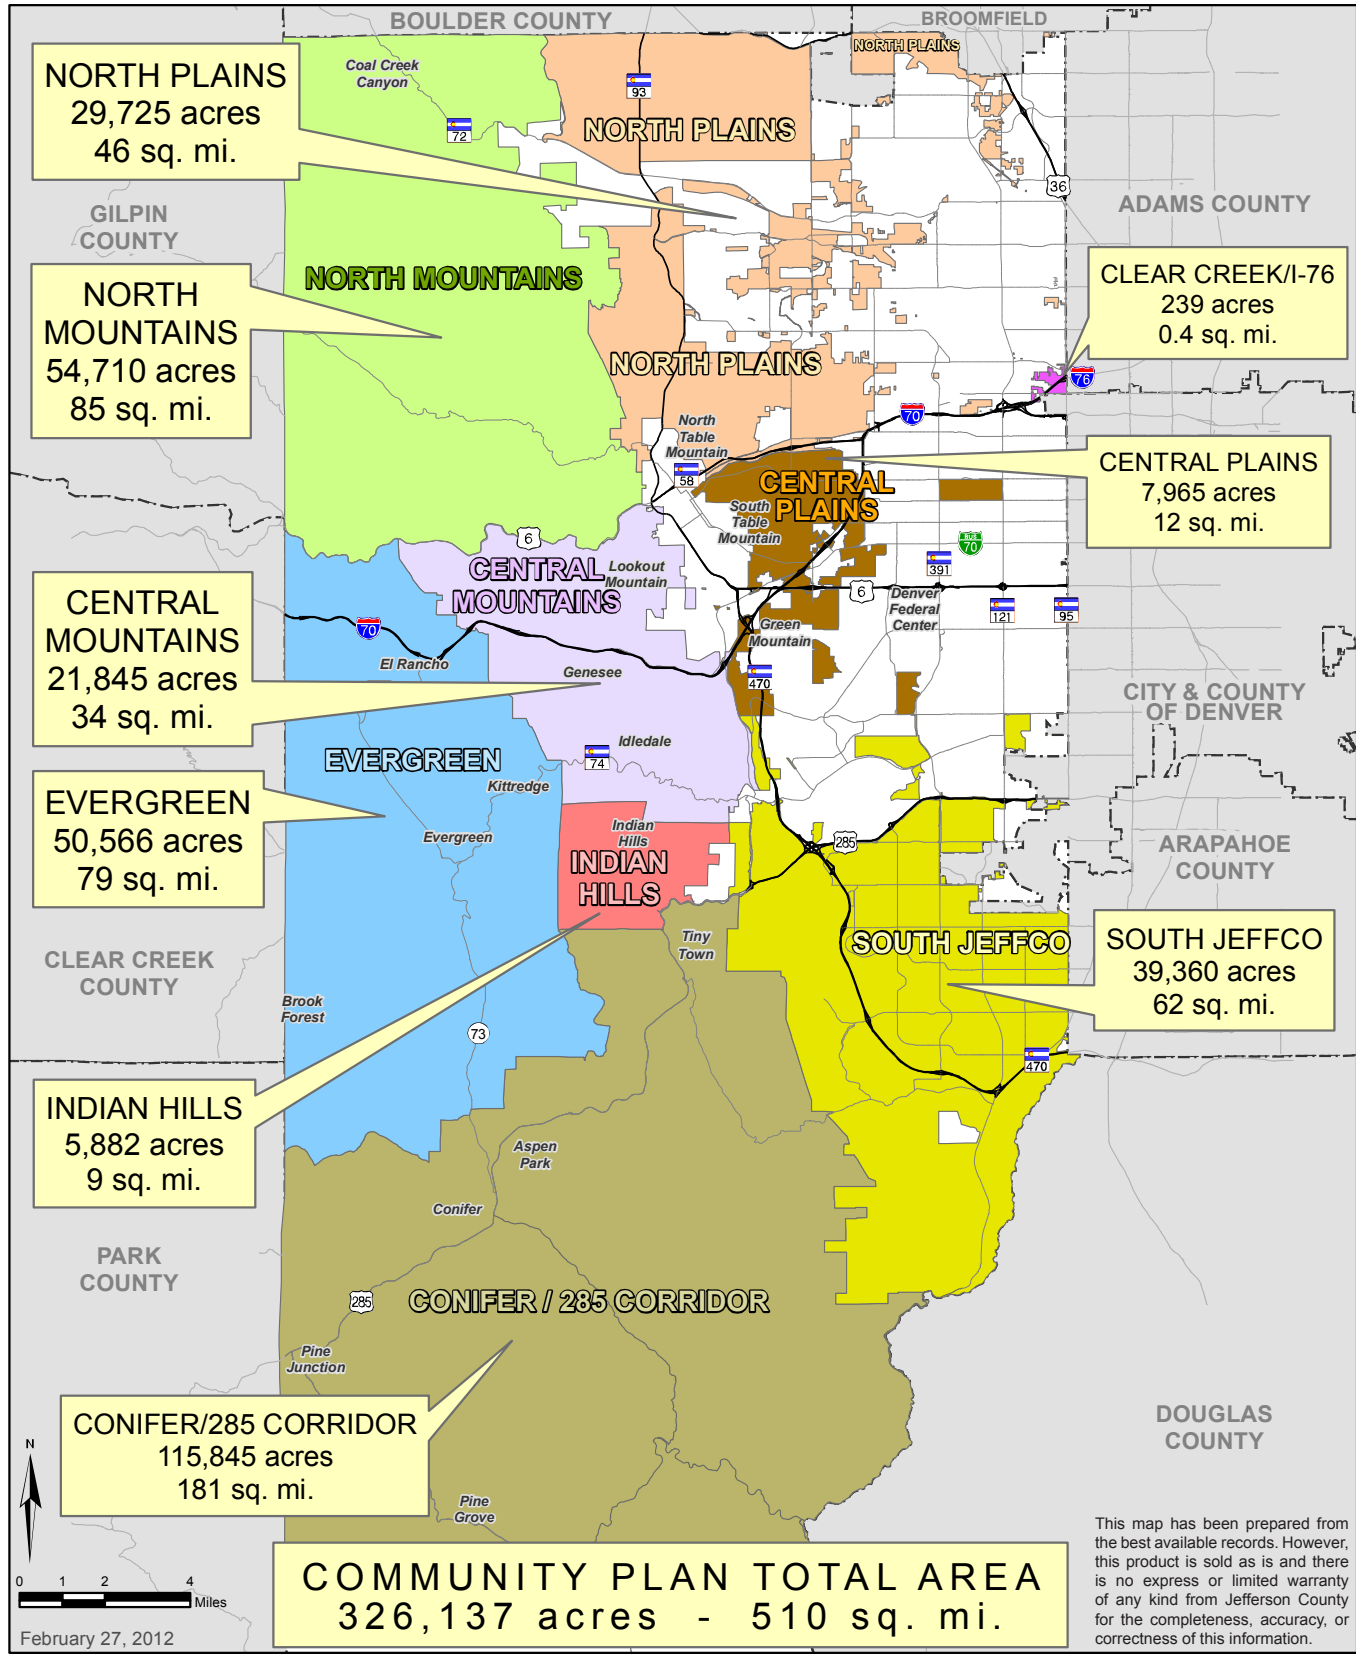 BOULDER COUNTY
BROOMFIELD
NORTH PLAINS
29,725 acres
46 sq. mi.
Coal Creek
Canyon
72
93
NORTH PLAINS
NORTH PLAINS
36
GILPIN
COUNTY
ADAMS COUNTY
NORTH
MOUNTAINS
54,710 acres
85 sq. mi.
NORTH MOUNTAINS
CLEAR CREEK/I-76
239 acres
0.4 sq. mi.
NORTH PLAINS
76
70
North
Table
Mountain
58
CENTRAL
PLAINS
South
Table
Mountain
CENTRAL PLAINS
7,965 acres
12 sq. mi.
6
CENTRAL
MOUNTAINS
Lookout
Mountain
BUS
70
391
6
Denver
Federal
Center
121
95
CENTRAL
MOUNTAINS
21,845 acres
34 sq. mi.
70
El Rancho
Genesee
Green
Mountain
470
CITY & COUNTY
OF DENVER
Idledale
74
EVERGREEN
Kittredge
EVERGREEN
50,566 acres
79 sq. mi.
Evergreen
Indian
Hills
INDIAN
HILLS
285
ARAPAHOE
COUNTY
Tiny
Town
SOUTH JEFFCO
SOUTH JEFFCO
39,360 acres
62 sq. mi.
CLEAR CREEK
COUNTY
Brook
Forest
73
470
INDIAN HILLS
5,882 acres
9 sq. mi.
Aspen
Park
Conifer
PARK
COUNTY
285
CONIFER / 285 CORRIDOR
Pine
Junction
CONIFER/285 CORRIDOR
115,845 acres
181 sq. mi.
DOUGLAS
COUNTY
N
Pine
Grove
0 1 2 4
Miles
February 27, 2012
COMMUNITY PLAN TOTAL AREA
326,137 acres - 510 sq. mi.
This map has been prepared from
the best available records. However,
this product is sold as is and there
is no express or limited warranty
of any kind from Jefferson County
for the completeness, accuracy, or
correctness of this information.